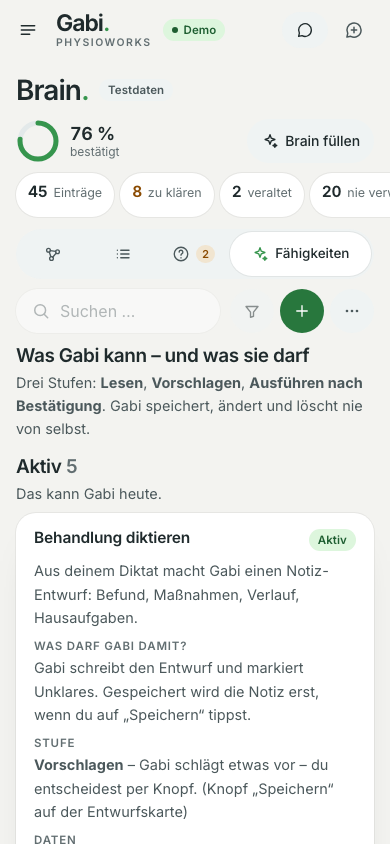 Gabi.
PHYSIOWORKS
Demo
Brain.
Testdaten
76 %
bestätigt
Brain füllen
45 Einträge
8 zu klären
2 veraltet
20 nie ver
2
Fähigkeiten
Suchen ...
Was Gabi kann – und was sie darf
Drei Stufen: Lesen, Vorschlagen, Ausführen nach
Bestätigung. Gabi speichert, ändert und löscht nie
von selbst.
Aktiv 5
Das kann Gabi heute.
Behandlung diktieren
Aktiv
Aus deinem Diktat macht Gabi einen Notiz-
Entwurf: Befund, Maßnahmen, Verlauf,
Hausaufgaben.
WAS DARF GABI DAMIT?
Gabi schreibt den Entwurf und markiert
Unklares. Gespeichert wird die Notiz erst,
wenn du auf „Speichern“ tippst.
STUFE
Vorschlagen – Gabi schlägt etwas vor – du
entscheidest per Knopf. (Knopf „Speichern“
auf der Entwurfskarte)
DATEN